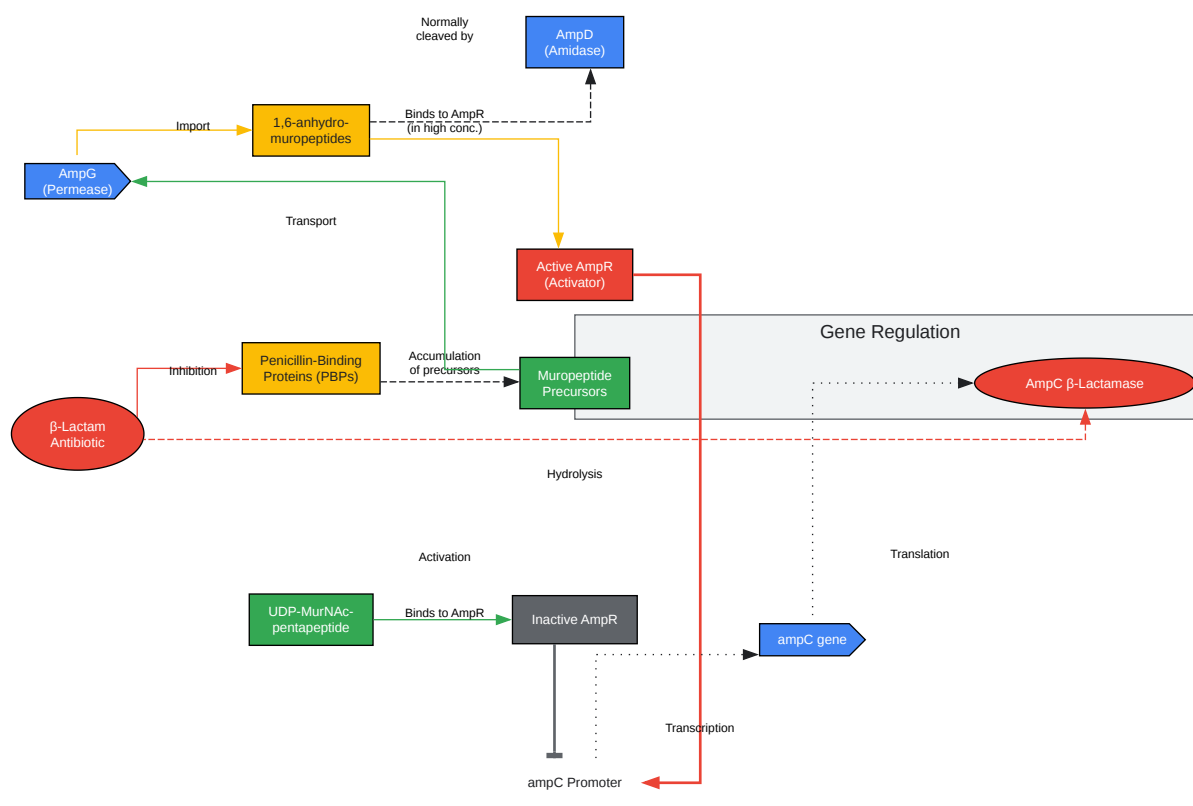 Normally
cleaved by
AmpD
(Amidase)
1,6-anhydro-
muropeptides
Binds to AmpR
(in high conc.)
Import
AmpG
(Permease)
Transport
Active AmpR
(Activator)
Gene Regulation
Penicillin-Binding
Proteins (PBPs)
Accumulation
of precursors
Muropeptide
Precursors
AmpC β-Lactamase
Inhibition
β-Lactam
Antibiotic
Hydrolysis
Activation
Translation
UDP-MurNAc-
pentapeptide
Binds to AmpR
Inactive AmpR
ampC gene
Transcription
ampC Promoter